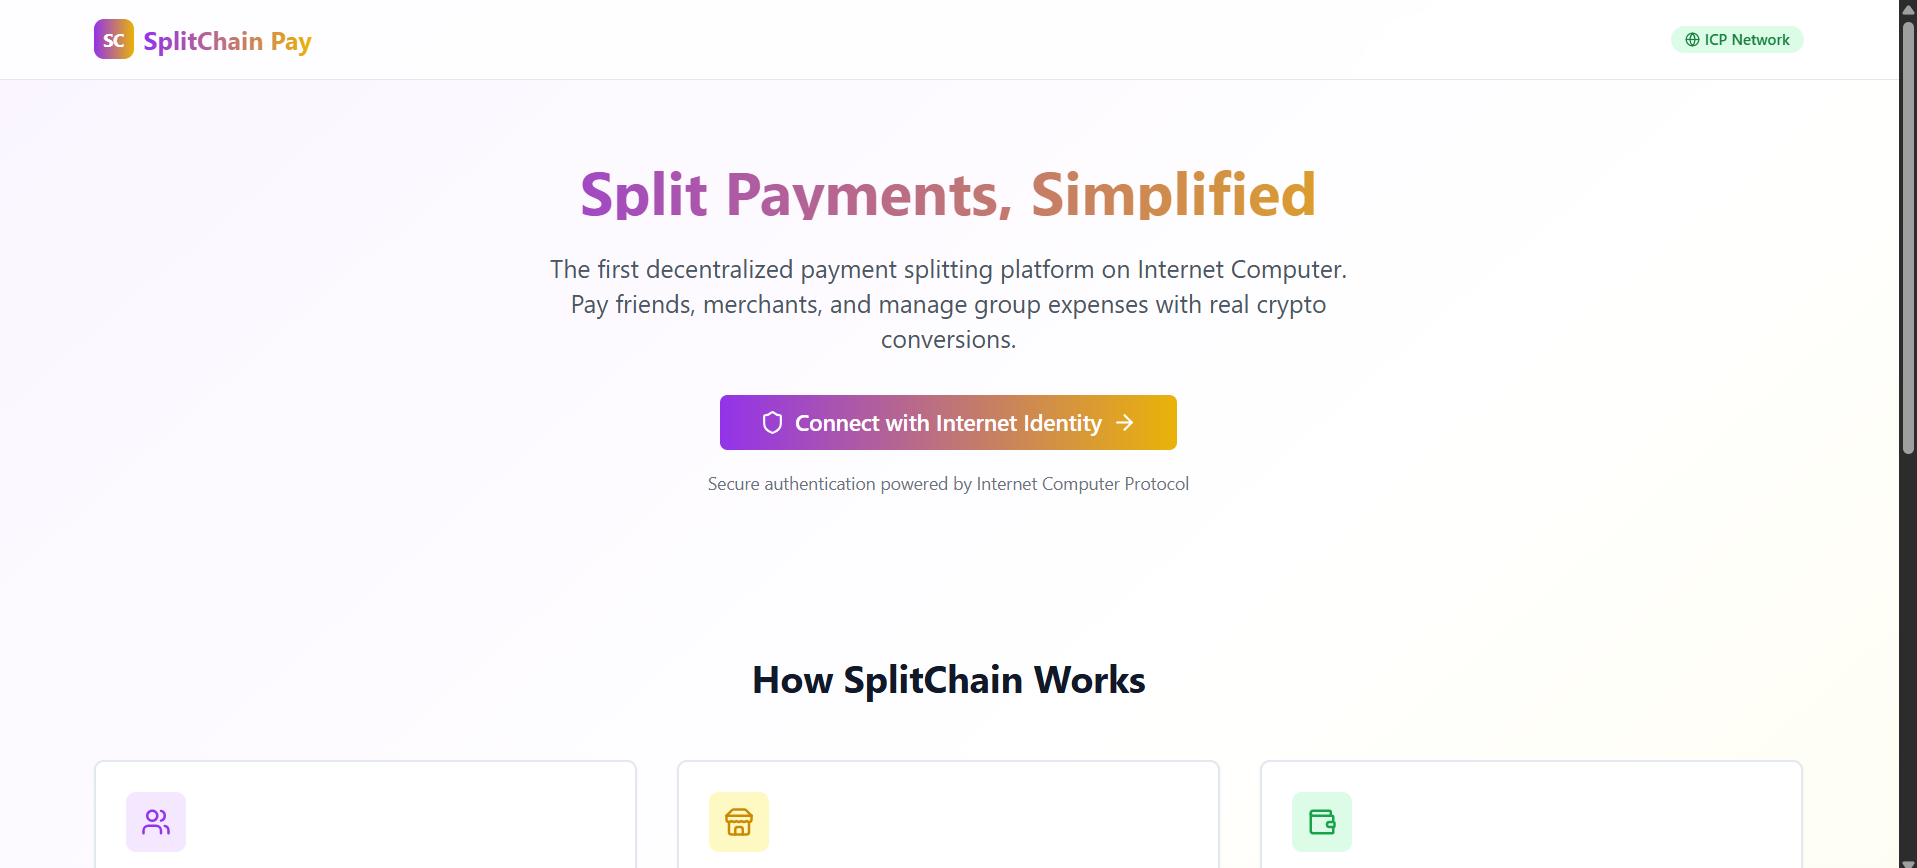 SC SplitChain Pay
ICP Network
Split Payments, Simplified
The first decentralized payment splitting platform on Internet Computer.
Pay friends, merchants, and manage group expenses with real crypto
conversions.
Connect with Internet Identity
Secure authentication powered by Internet Computer Protocol
How SplitChain Works